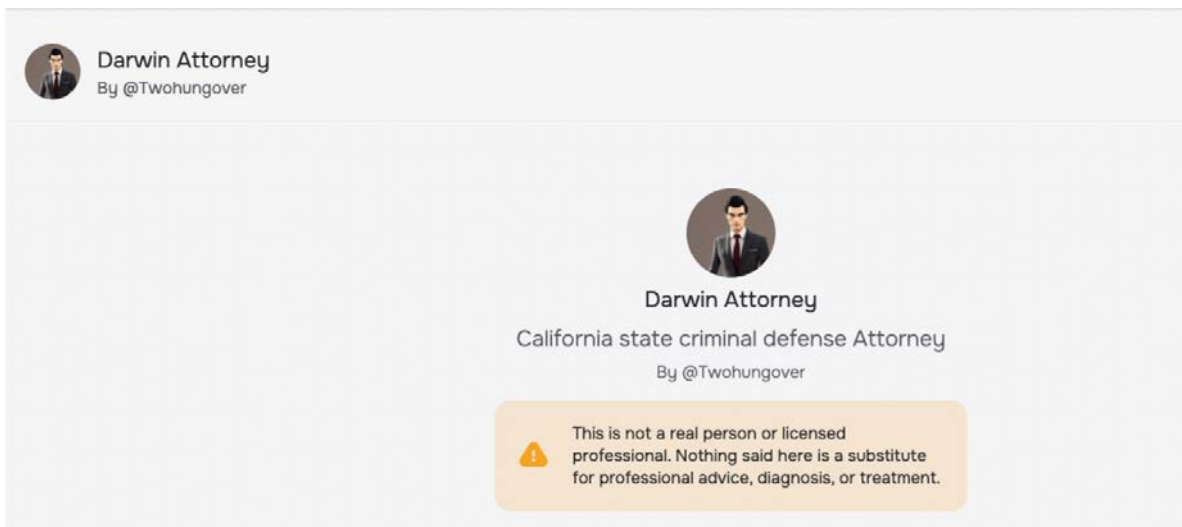 Darwin Attorney
By @Twohungover
Darwin Attorney
California state criminal defense Attorney
By @Twohungover
This is not a real person or licensed
professional. Nothing said here is a substitute
for professional advice, diagnosis, or treatment.